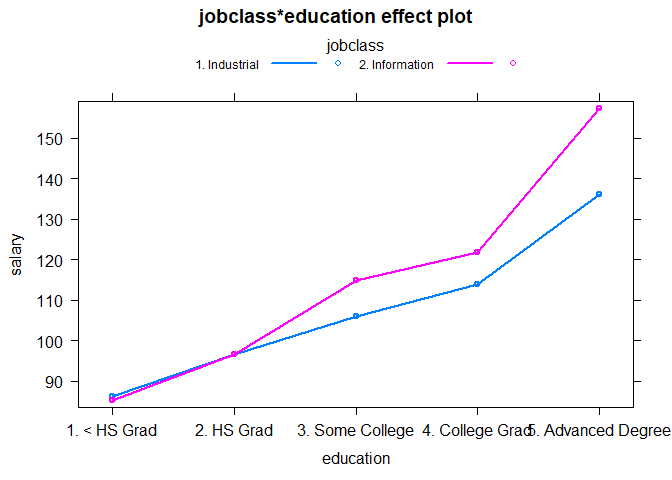 jobclass*education effect plot
jobclass
1. Industrial 2. Information
150
140
130
120
110
100
90
salary
1. < HS Grad 2. HS Grad 3. Some College 4. College Grad 5. Advanced Degree
education